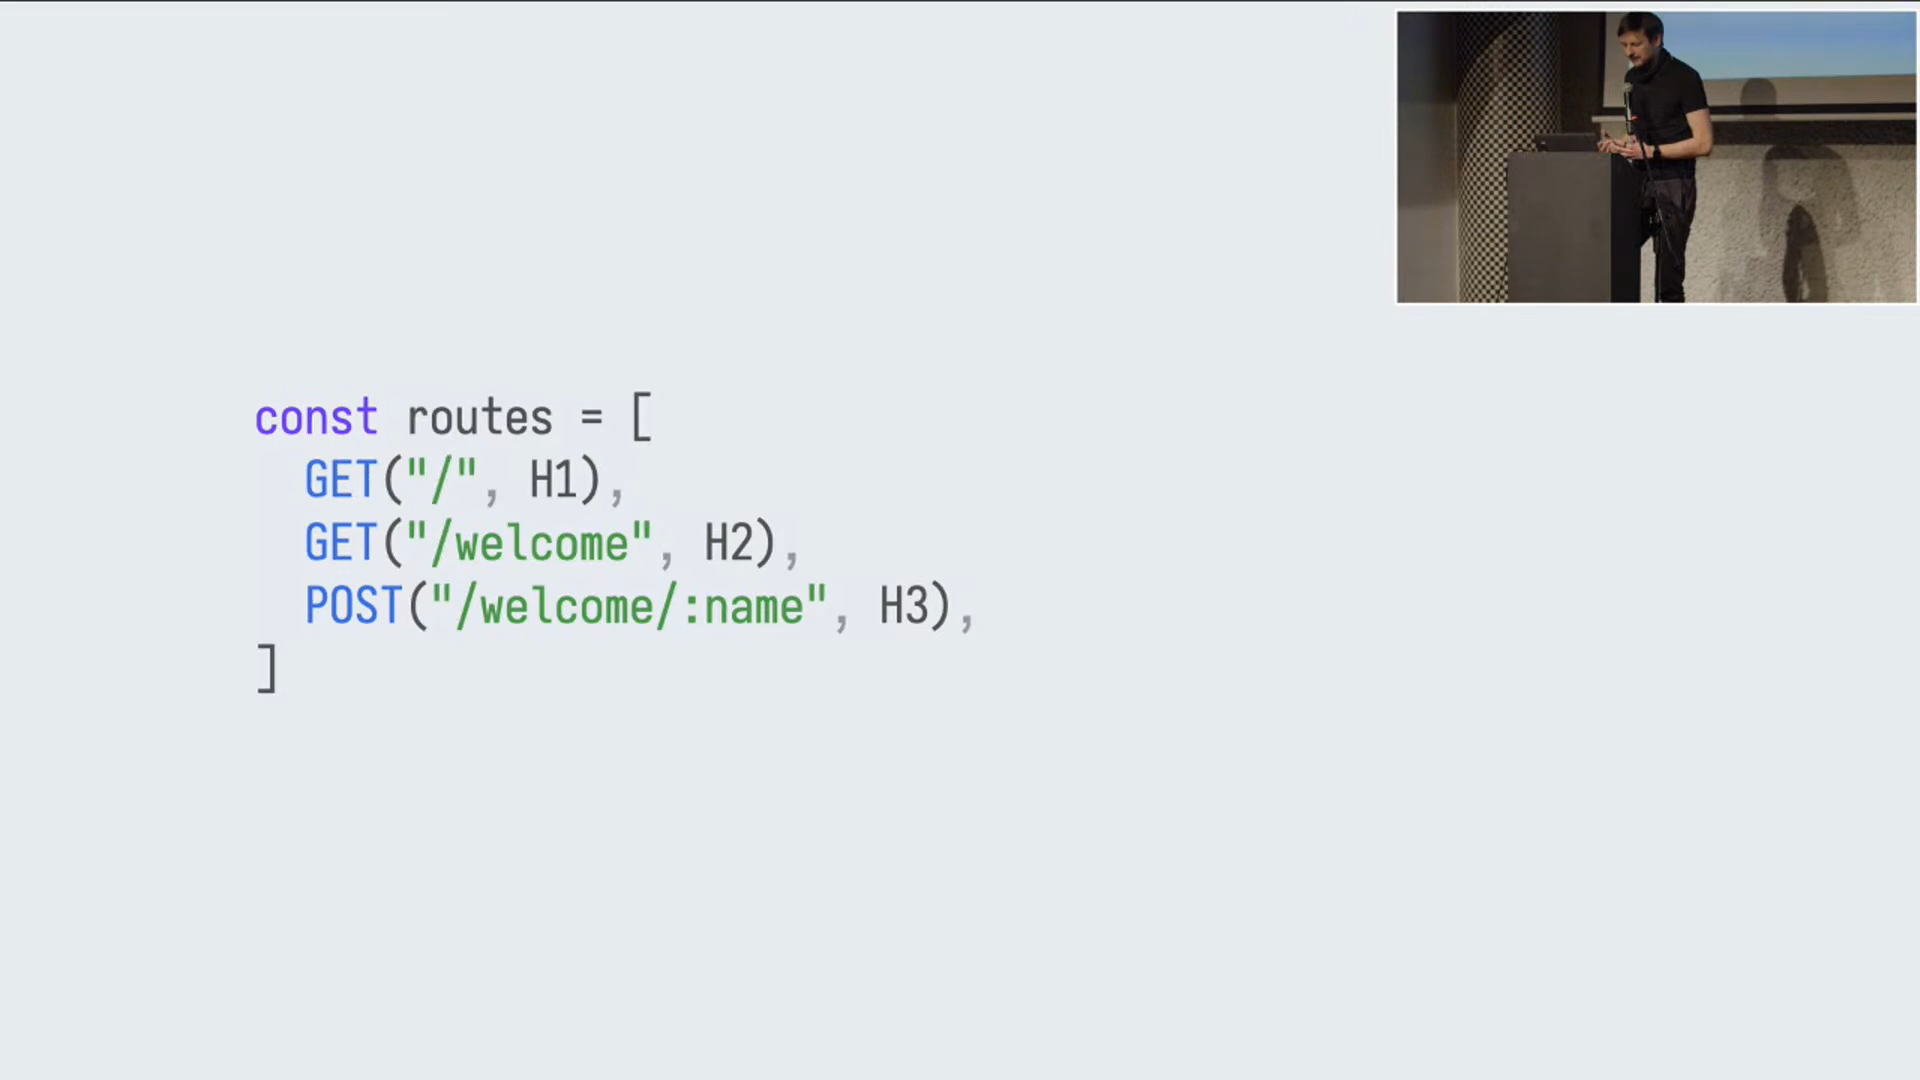 const routes = [
GET("/", H1),
GET("/welcome", H2),
POST("/welcome/:name", H3),
]